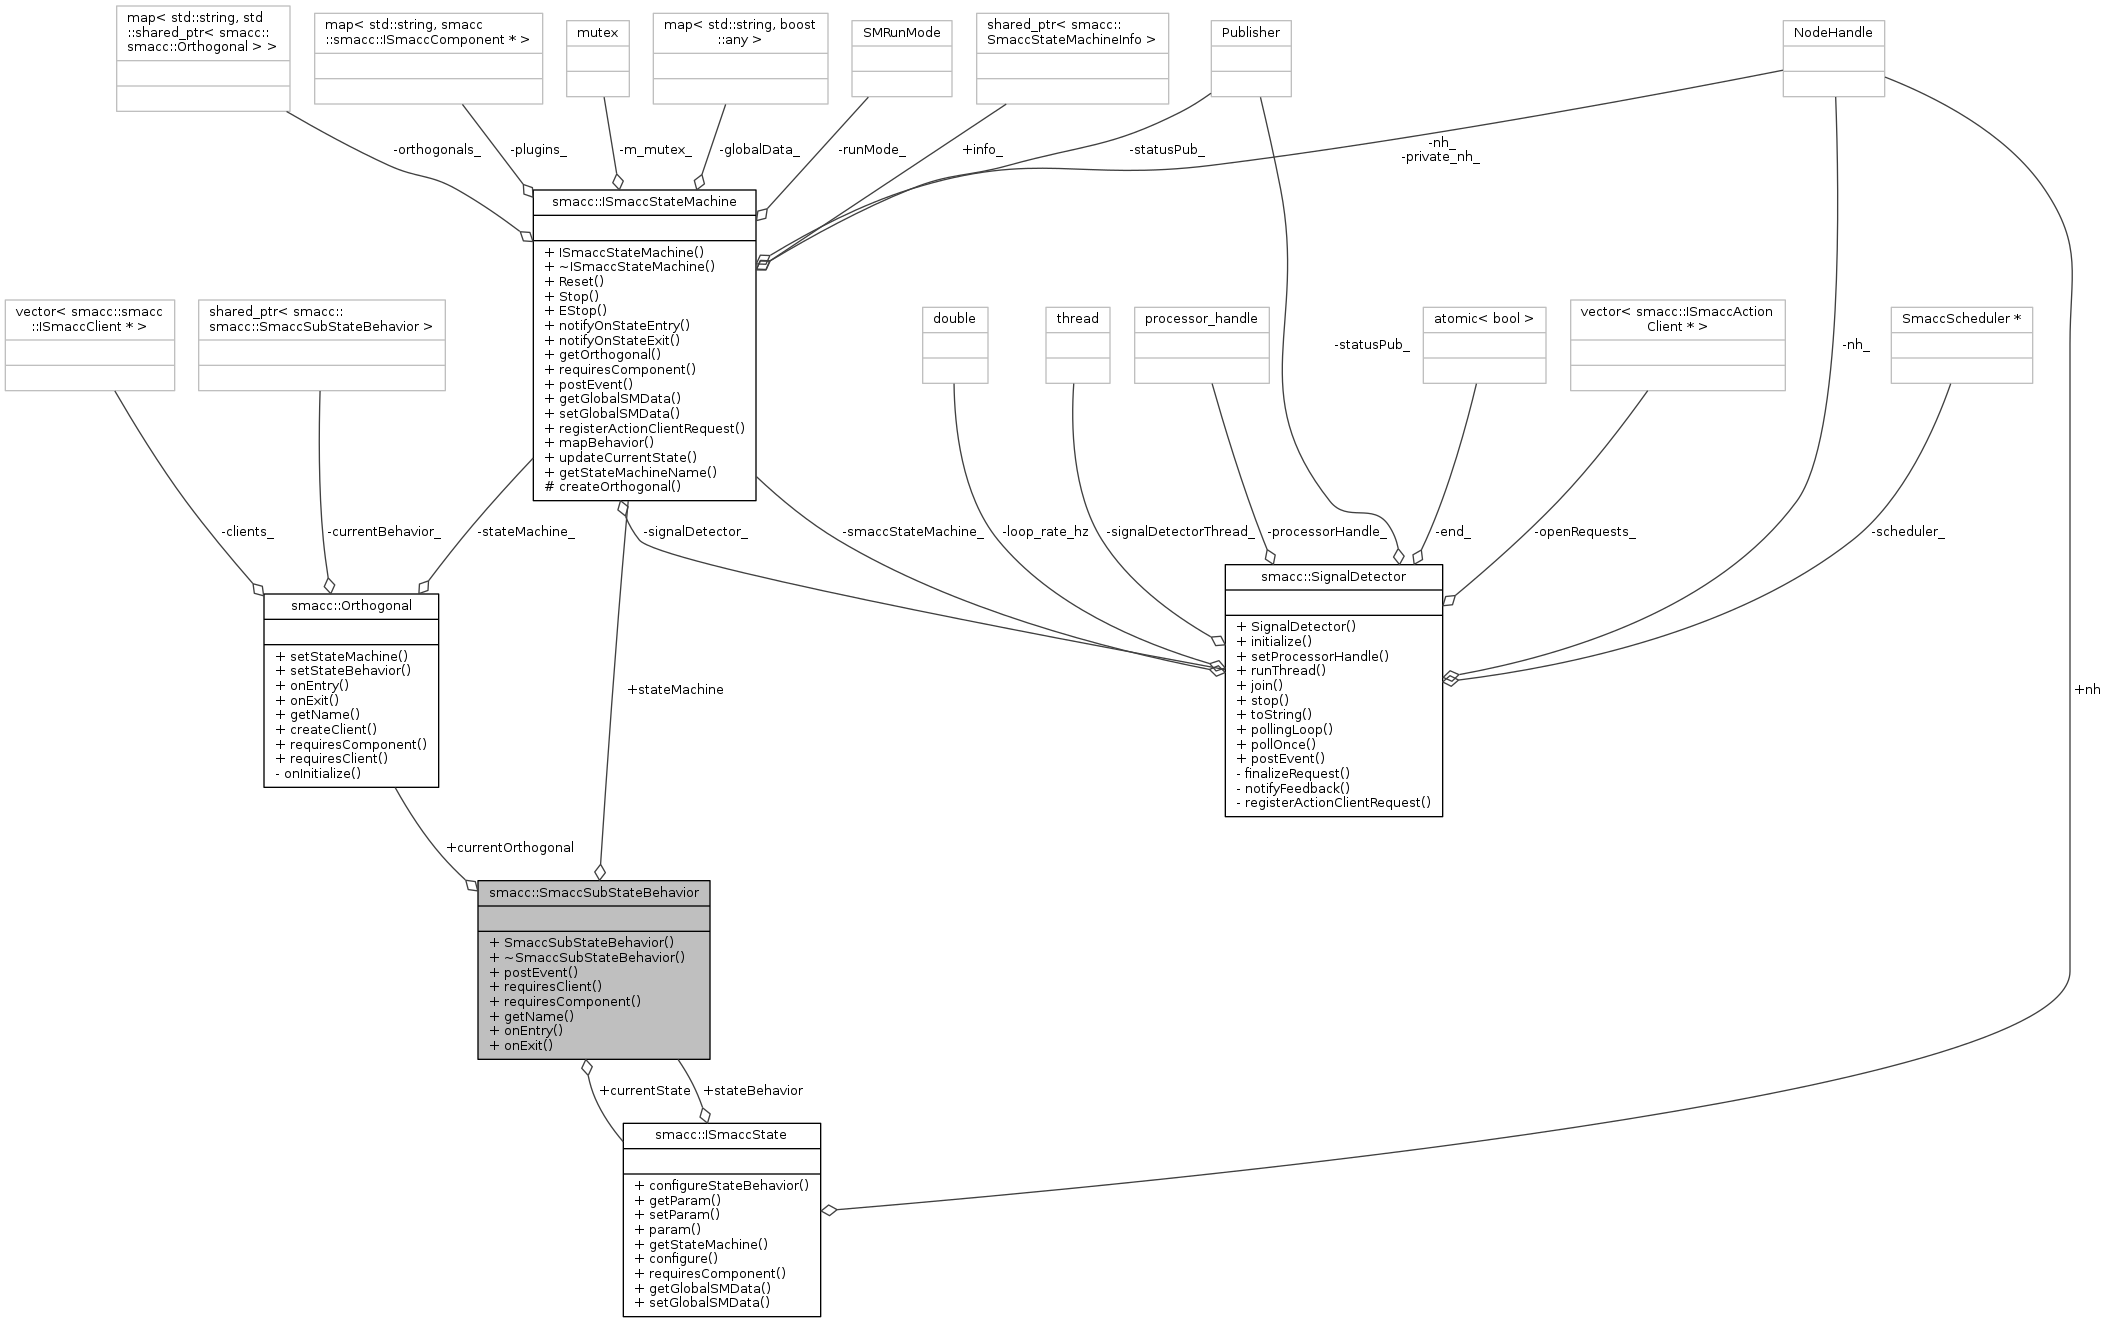 map< std::string, std
::shared_ptr< smacc::
smacc::Orthogonal > >
map< std::string, smacc
::smacc::ISmaccComponent * >
mutex
map< std::string, boost
::any >
SMRunMode
shared_ptr< smacc::
SmaccStateMachineInfo >
Publisher
NodeHandle
-orthogonals_
-plugins_
-m_mutex_
-globalData_
-runMode_
+info_
-statusPub_
-nh_
-private_nh_
smacc::ISmaccStateMachine
+ ISmaccStateMachine()
+ ~ISmaccStateMachine()
+ Reset()
+ Stop()
+ EStop()
+ notifyOnStateEntry()
+ notifyOnStateExit()
+ getOrthogonal()
+ requiresComponent()
+ postEvent()
+ getGlobalSMData()
+ setGlobalSMData()
+ registerActionClientRequest()
+ mapBehavior()
+ updateCurrentState()
+ getStateMachineName()
# createOrthogonal()
vector< smacc::smacc
::ISmaccClient * >
shared_ptr< smacc::
smacc::SmaccSubStateBehavior >
double
thread
processor_handle
-statusPub_
atomic< bool >
vector< smacc::ISmaccAction
Client * >
-nh_
SmaccScheduler *
-clients_
-currentBehavior_
-stateMachine_
-signalDetector_
-smaccStateMachine_
-loop_rate_hz
-signalDetectorThread_
-processorHandle_
-end_
-openRequests_
-scheduler_
smacc::Orthogonal
+ setStateMachine()
+ setStateBehavior()
+ onEntry()
+ onExit()
+ getName()
+ createClient()
+ requiresComponent()
+ requiresClient()
- onInitialize()
smacc::SignalDetector
+ SignalDetector()
+ initialize()
+ setProcessorHandle()
+ runThread()
+ join()
+ stop()
+ toString()
+ pollingLoop()
+ pollOnce()
+ postEvent()
- finalizeRequest()
- notifyFeedback()
- registerActionClientRequest()
+stateMachine
+nh
+currentOrthogonal
smacc::SmaccSubStateBehavior
+ SmaccSubStateBehavior()
+ ~SmaccSubStateBehavior()
+ postEvent()
+ requiresClient()
+ requiresComponent()
+ getName()
+ onEntry()
+ onExit()
+currentState
+stateBehavior
smacc::ISmaccState
+ configureStateBehavior()
+ getParam()
+ setParam()
+ param()
+ getStateMachine()
+ configure()
+ requiresComponent()
+ getGlobalSMData()
+ setGlobalSMData()